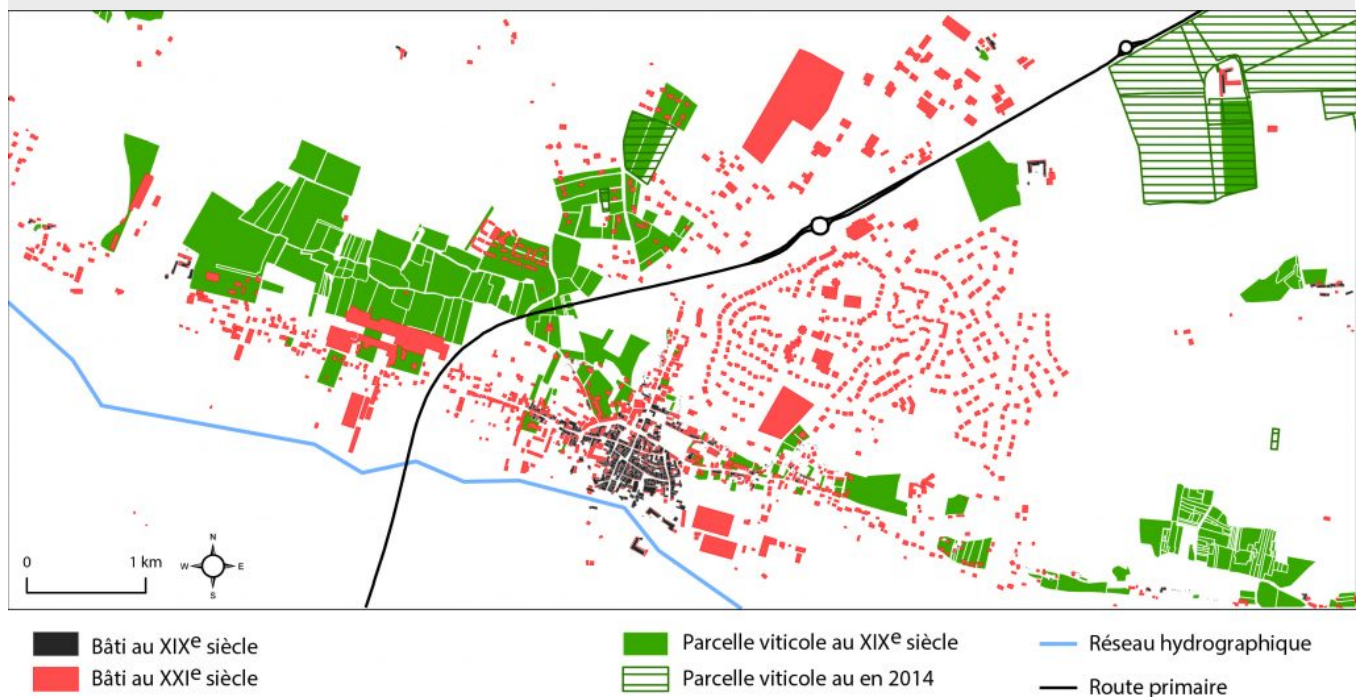 N
W E
S
0 1 km
Bâti au XIXe siècle
Bâti au XXIe siècle
Parcelle viticole au XIXe siècle
Parcelle viticole au en 2014
Réseau hydrographique
Route primaire